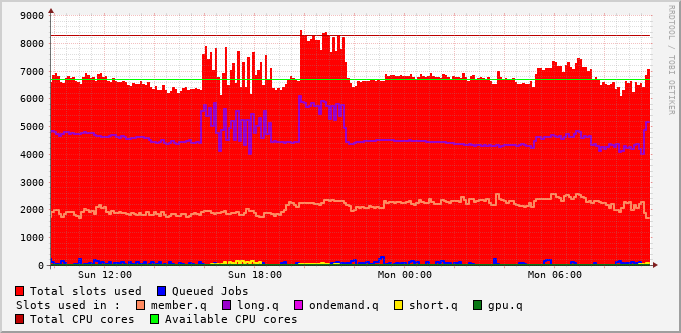 9000
8000
7000
6000
5000
4000
3000
2000
1000
0
Sun 12:00 Sun 18:00 Mon 00:00 Mon 06:00
RRDTOOL / TOBI OETIKER
Total slots used Queued Jobs
Slots used in : member.q long.q ondemand.q short.q gpu.q
Total CPU cores Available CPU cores